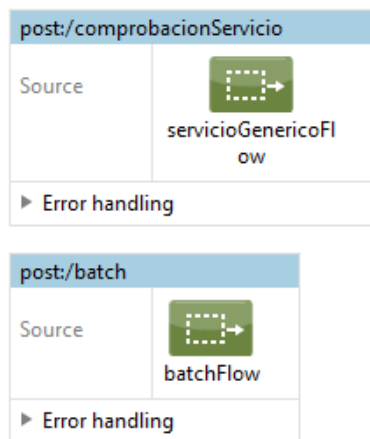 post:/comprobacionServicio
Source
servicioGenericoFl
ow
Error handling
post:/batch
Source
batchFlow
Error handling